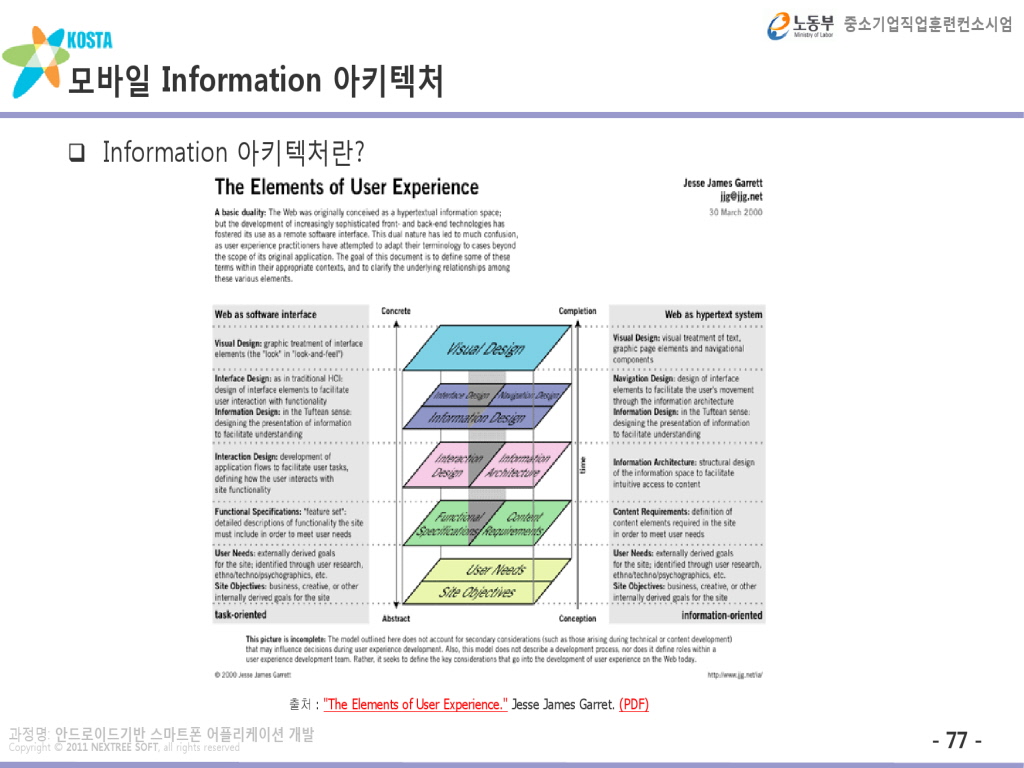 KOSTA
노동부
Ministry of Labor
중소기업직업훈련컨소시엄
모바일 Information 아키텍처
❑ Information 아키텍처란?
The Elements of User Experience
Jesse James Garrett
jjg@jjg.net
30 March 2000
A basic duality: The Web was originally conceived as a hypertextual information space;
but the development of increasingly sophisticated front- and back-end technologies has
fostered its use as a remote software interface. This dual nature has led to much confusion,
as user experience practitioners have attempted to adapt their terminology to cases beyond
the scope of its original application. The goal of this document is to define some of these
terms within their appropriate contexts, and to clarify the underlying relationships among
these various elements.
Web as software interface
Visual Design: graphic treatment of interface
elements (the "look" in "look-and-feel")
Interface Design: as in traditional HCI:
design of interface elements to facilitate
user interaction with functionality
Information Design: in the Tuftean sense:
designing the presentation of information
to facilitate understanding
Interaction Design: development of
application flows to facilitate user tasks,
defining how the user interacts with
site functionality
Functional Specifications: "feature set":
detailed descriptions of functionality the site
must include in order to meet user needs
User Needs: externally derived goals
for the site; identified through user research,
ethno/techno/psychographics, etc.
Site Objectives: business, creative, or other
internally derived goals for the site
task-oriented
Concrete
Completion
Visual Design
Interface Design
Navigation Design
Information Design
Interaction
Design
Information
Architecture
Functional
Specifications
Content
Requirements
User Needs
Site Objectives
time
Abstract
Conception
Web as hypertext system
Visual Design: visual treatment of text,
graphic page elements and navigational
components
Navigation Design: design of interface
elements to facilitate the user's movement
through the information architecture
Information Design: in the Tuftean sense:
designing the presentation of information
to facilitate understanding
Information Architecture: structural design
of the information space to facilitate
intuitive access to content
Content Requirements: definition of
content elements required in the site
in order to meet user needs
User Needs: externally derived goals
for the site; identified through user research,
ethno/techno/psychographics, etc.
Site Objectives: business, creative, or other
internally derived goals for the site
information-oriented
This picture is incomplete: The model outlined here does not account for secondary considerations (such as those arising during technical or content development)
that may influence decisions during user experience development. Also, this model does not describe a development process, nor does it define roles within a
user experience development team. Rather, it seeks to define the key considerations that go into the development of user experience on the Web today.
© 2000 Jesse James Garrett
http://www.jjg.net/ia/
출처 : "The Elements of User Experience." Jesse James Garret. (PDF)
과정명: 안드로이드기반 스마트폰 어플리케이션 개발
Copyright © 2011 NEXTREE SOFT, all rights reserved
- 77 -